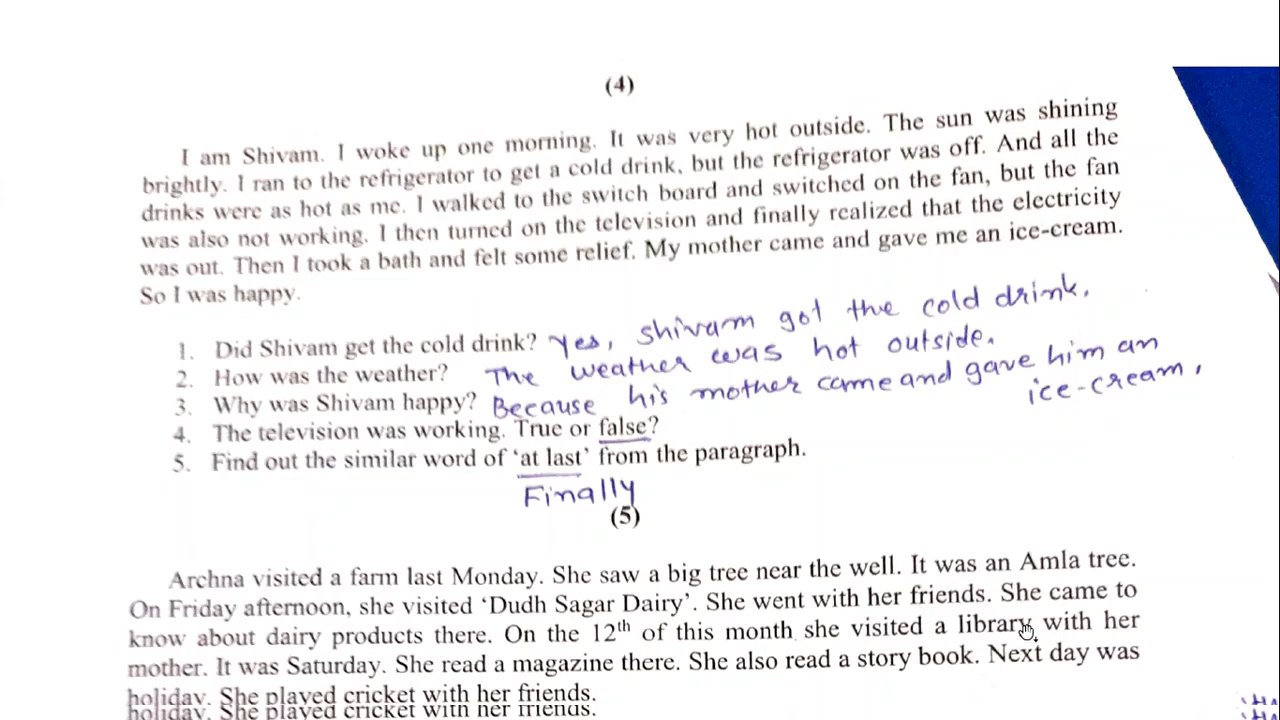 (4)
I am Shivam. I woke up one morning. It was very hot outside. The sun was shining
brightly. I ran to the refrigerator to get a cold drink, but the refrigerator was off. And all the
drinks were as hot as me. I walked to the switch board and switched on the fan, but the fan
was also not working. I then turned on the television and finally realized that the electricity
was out. Then I took a bath and felt some relief. My mother came and gave me an ice-cream.
So I was happy.
1. Did Shivam get the cold drink? Yes, shivam got the cold drink.
2. How was the weather? The weather was hot outside.
3. Why was Shivam happy? Because his mother came and gave him an
ice-cream.
4. The television was working. True or false?
5. Find out the similar word of ‘at last’ from the paragraph.
Finally
(5)
Archna visited a farm last Monday. She saw a big tree near the well. It was an Amla tree.
On Friday afternoon, she visited ‘Dudh Sagar Dairy’. She went with her friends. She came to
know about dairy products there. On the 12th of this month she visited a library with her
mother. It was Saturday. She read a magazine there. She also read a story book. Next day was
holiday. She played cricket with her friends.
holiday. She played cricket with her friends.